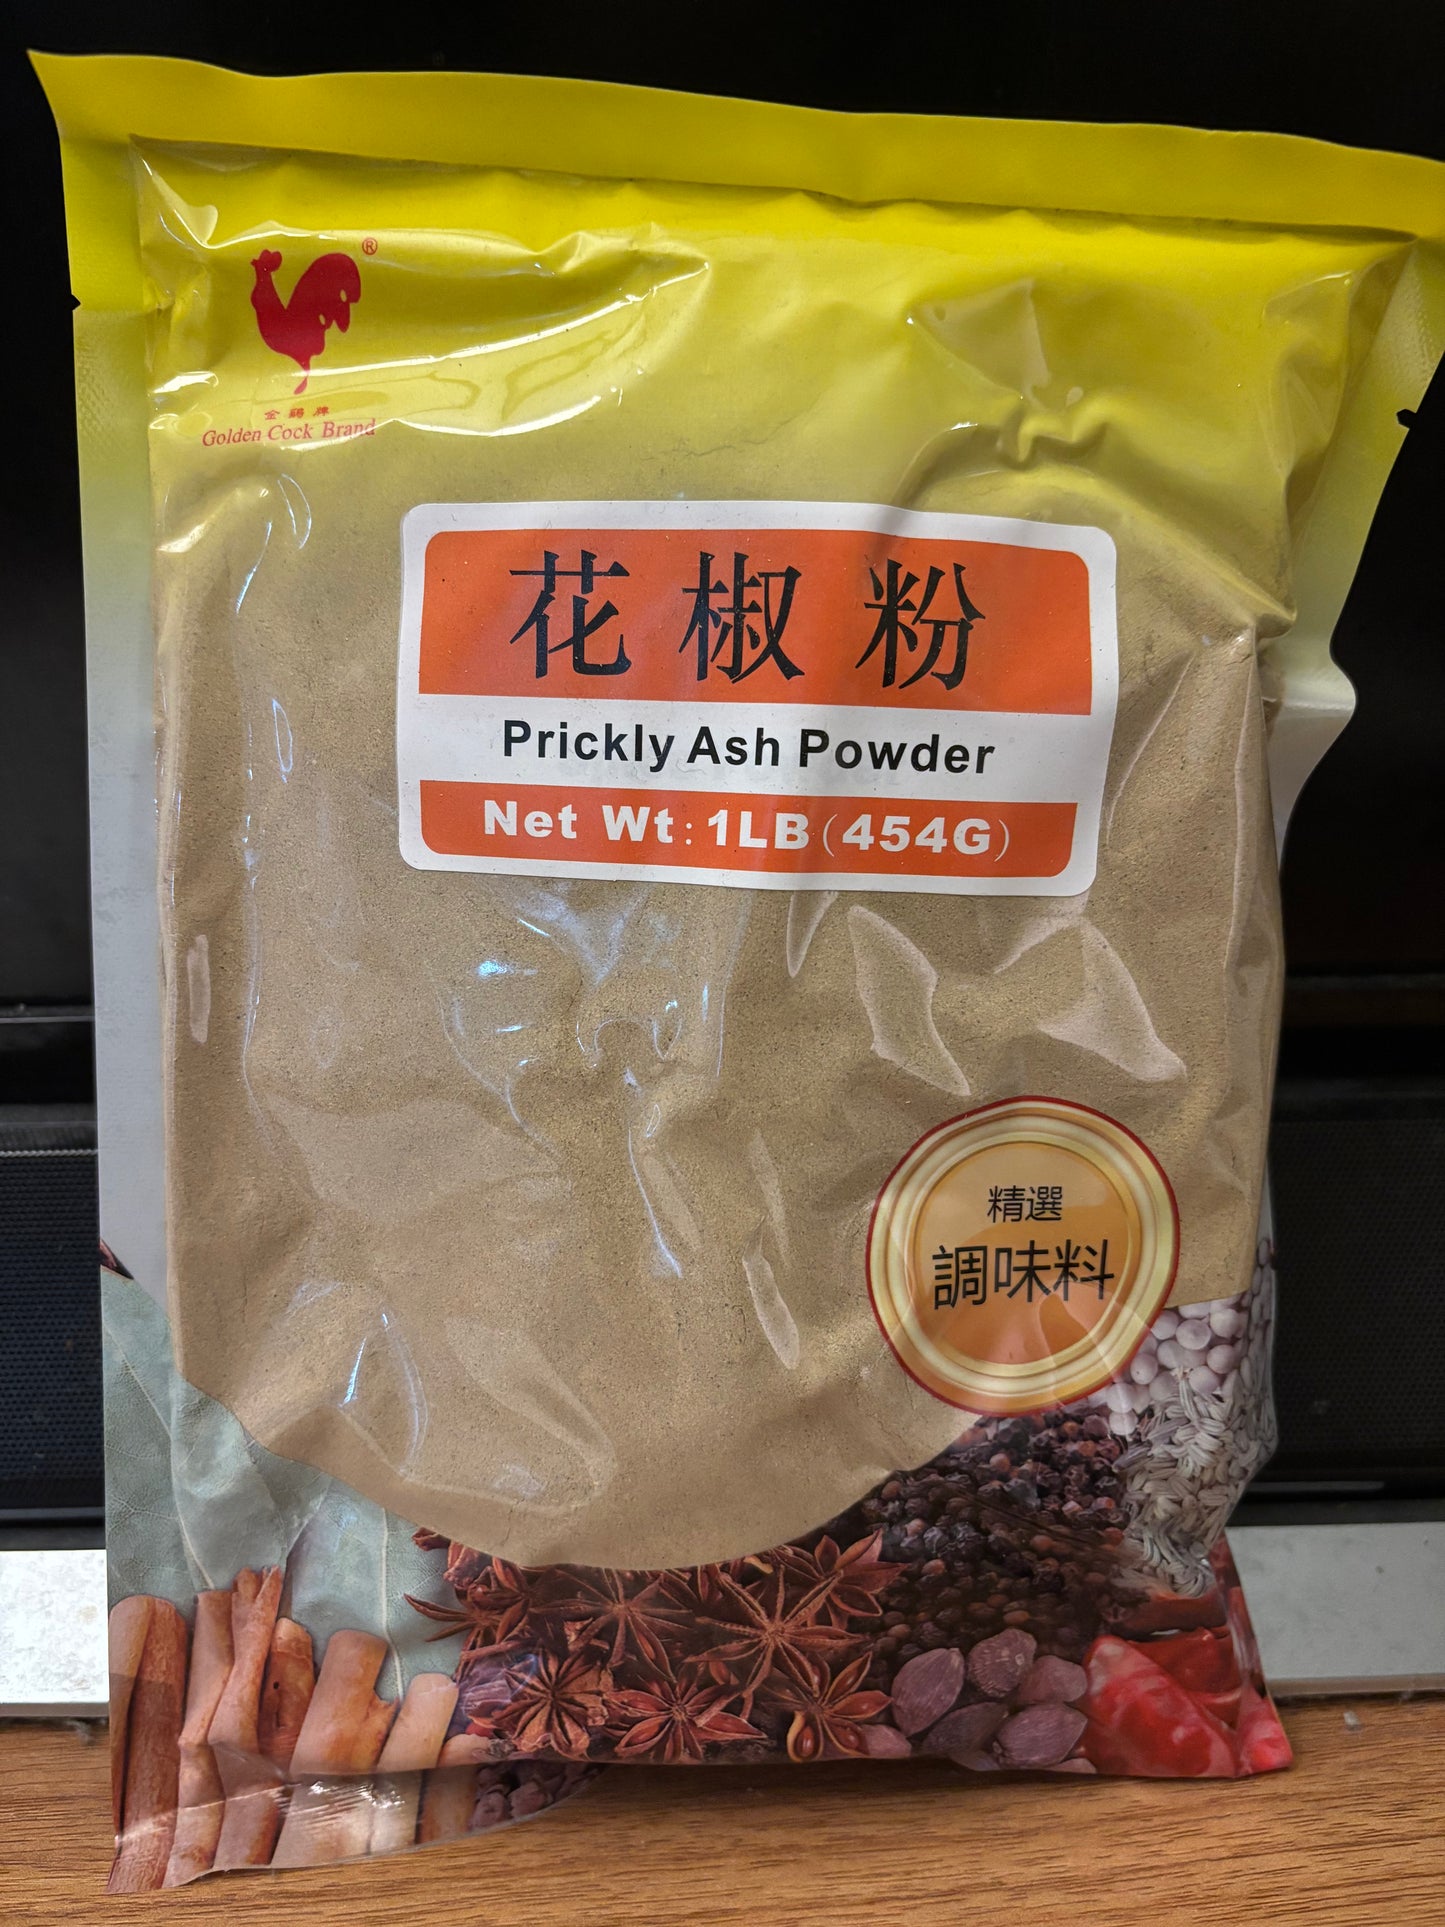 ®
金鷄牌
Golden Cock Brand
花椒粉
Prickly Ash Powder
Net Wt: 1LB (454G)
精選
調味料